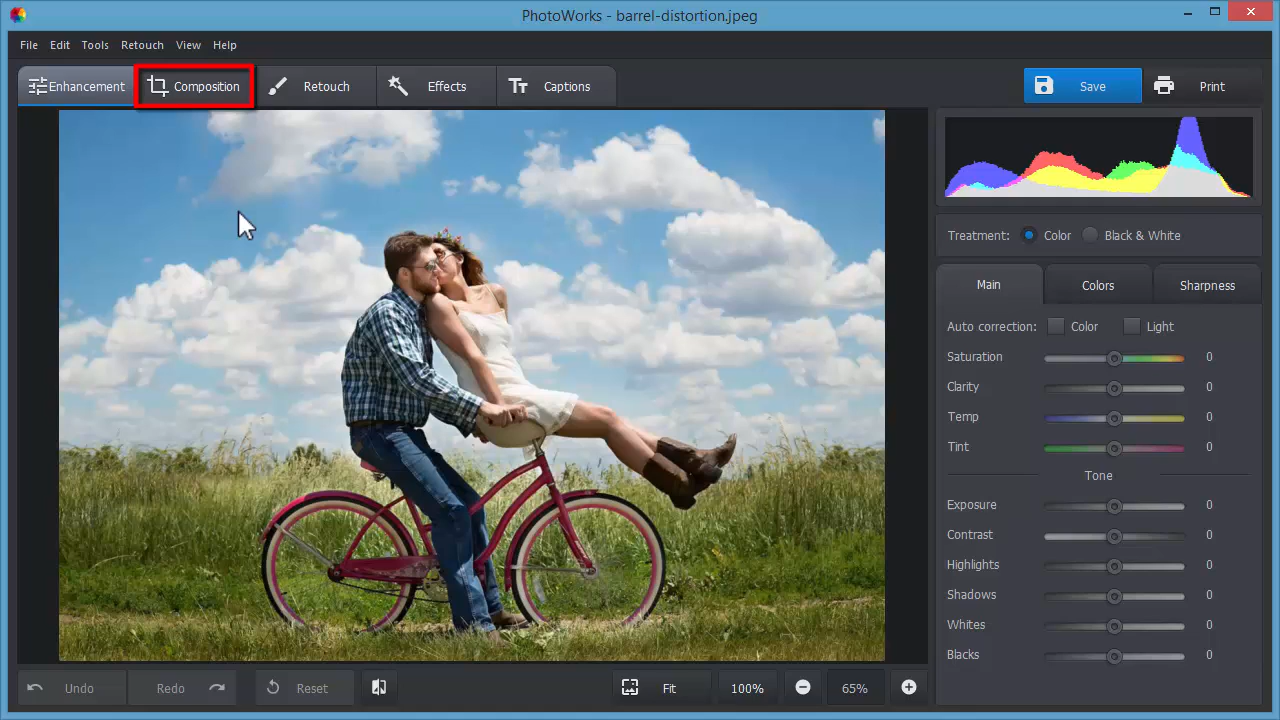 PhotoWorks - barrel-distortion.jpeg
File Edit Tools Retouch View Help
Enhancement Composition Retouch Effects Captions Save Print
Treatment: Color Black & White
Main Colors Sharpness
Auto correction: Color Light
Saturation 0
Clarity 0
Temp 0
Tint 0
Tone
Exposure 0
Contrast 0
Highlights 0
Shadows 0
Whites 0
Blacks 0
Undo Redo Reset Fit 100% 65%